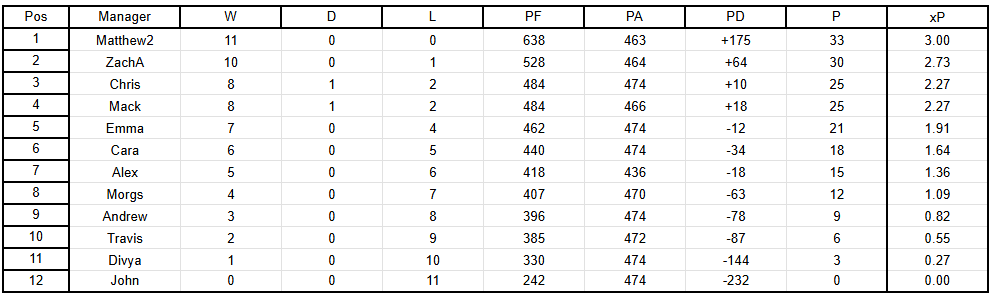 Pos Manager W D L PF PA PD P xP
1 Matthew2 11 0 0 638 463 +175 33 3.00
2 ZachA 10 0 1 528 464 +64 30 2.73
3 Chris 8 1 2 484 474 +10 25 2.27
4 Mack 8 1 2 484 466 +18 25 2.27
5 Emma 7 0 4 462 474 -12 21 1.91
6 Cara 6 0 5 440 474 -34 18 1.64
7 Alex 5 0 6 418 436 -18 15 1.36
8 Morgs 4 0 7 407 470 -63 12 1.09
9 Andrew 3 0 8 396 474 -78 9 0.82
10 Travis 2 0 9 385 472 -87 6 0.55
11 Divya 1 0 10 330 474 -144 3 0.27
12 John 0 0 11 242 474 -232 0 0.00